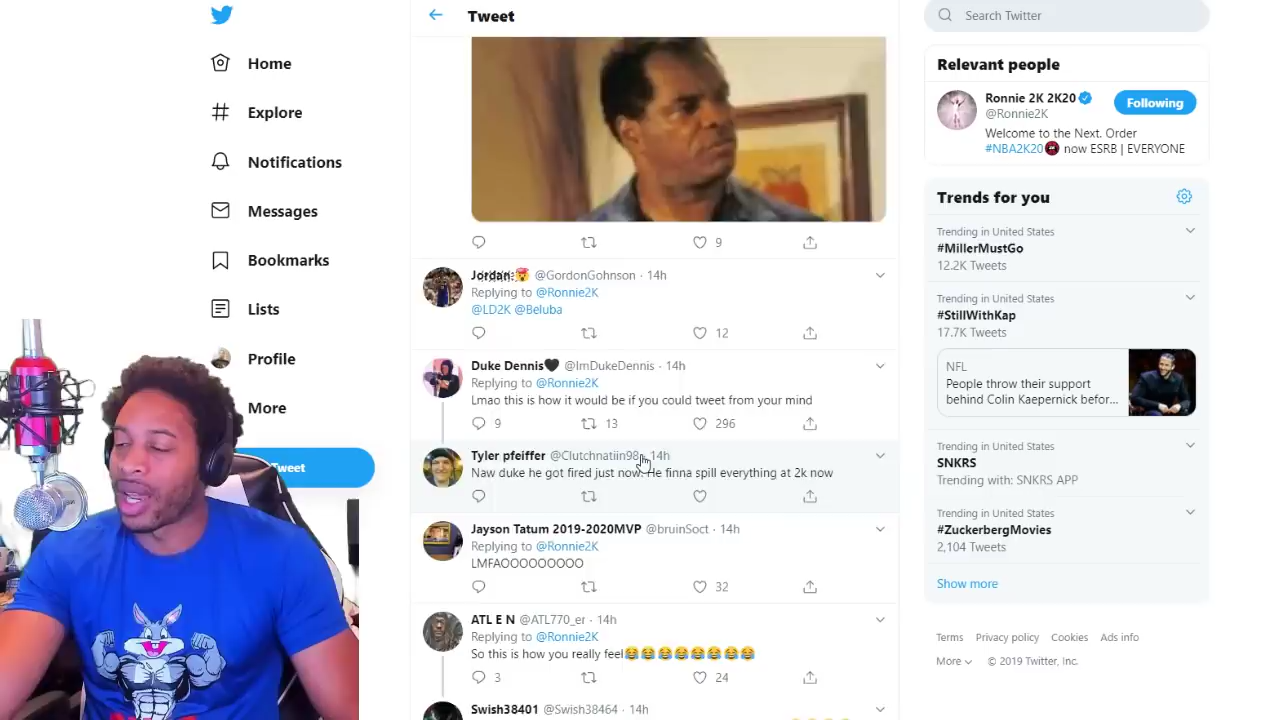 Home
Explore
Notifications
Messages
Bookmarks
Lists
Profile
More
Tweet
Tweet
9
Jordan: 🤯 @GordonGohnson · 14h
Replying to @Ronnie2K
@LD2K @Beluba
12
Duke Dennis🖤 @ImDukeDennis · 14h
Replying to @Ronnie2K
Lmao this is how it would be if you could tweet from your mind
9 13 296
Tyler pfeiffer @Clutchnatiin98 · 14h
Naw duke he got fired just now. He finna spill everything at 2k now
Jayson Tatum 2019-2020MVP @bruinSoct · 14h
Replying to @Ronnie2K
LMFAOOOOOOOOO
32
ATL E N @ATL770_er · 14h
Replying to @Ronnie2K
So this is how you really feel😂😂😂😂😂😂😂😂
3 24
Swish38401 @Swish38464 · 14h
Search Twitter
Relevant people
Ronnie 2K 2K20
@Ronnie2K
Following
Welcome to the Next. Order
#NBA2K20 now ESRB | EVERYONE
Trends for you
Trending in United States
#MillerMustGo
12.2K Tweets
Trending in United States
#StillWithKap
17.7K Tweets
NFL
People throw their support
behind Colin Kaepernick befor...
Trending in United States
SNKRS
Trending with: SNKRS APP
Trending in United States
#ZuckerbergMovies
2,104 Tweets
Show more
Terms Privacy policy Cookies Ads info
More © 2019 Twitter, Inc.